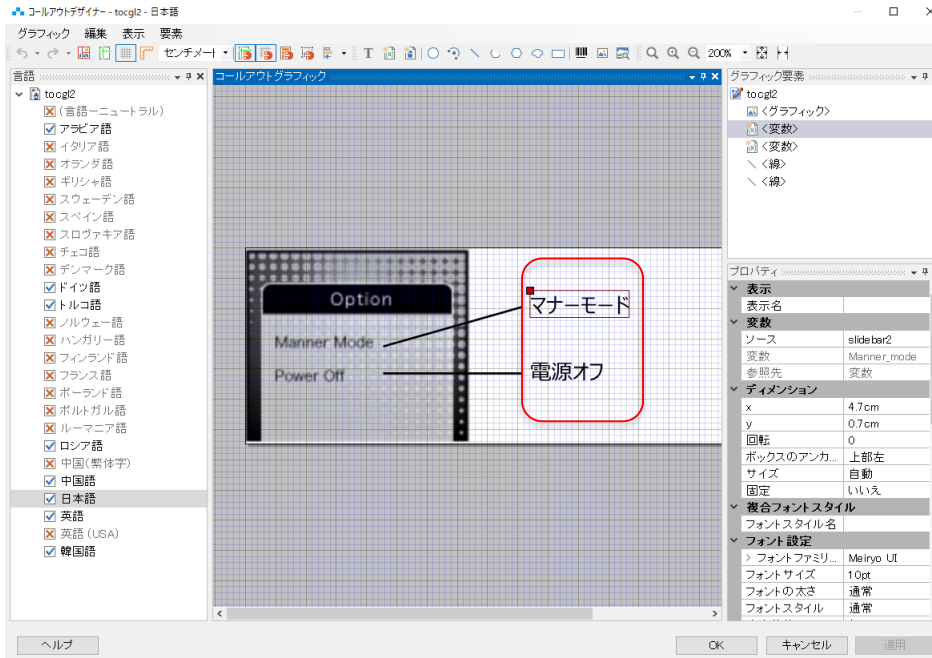 コールアウトデザイナー - tocgl2 - 日本語
グラフィック 編集 表示 要素
センチメート
200%
言語
tocgl2
(言語ーニュートラル)
アラビア語
イタリア語
オランダ語
ギリシャ語
スウェーデン語
スペイン語
スロヴァキア語
チェコ語
デンマーク語
ドイツ語
トルコ語
ノルウェー語
ハンガリー語
フィンランド語
フランス語
ポーランド語
ポルトガル語
ルーマニア語
ロシア語
中国(繁体字)
中国語
日本語
英語
英語 (USA)
韓国語
コールアウトグラフィック
Option
Manner Mode
Power Off
マナーモード
電源オフ
グラフィック要素
tocgl2
<グラフィック>
<変数>
<変数>
<線>
<線>
プロパティ
表示
表示名
変数
ソース slidebar2
変数 Manner_mode
参照先 変数
ディメンション
x 4.7cm
y 0.7cm
回転 0
ボックスのアンカ... 上部左
サイズ 自動
固定 いいえ
複合フォントスタイル
フォントスタイル名
フォント設定
フォントファミリ... Meiryo UI
フォントサイズ 10pt
フォントの太さ 通常
フォントスタイル 通常
ヘルプ
OK キャンセル 適用